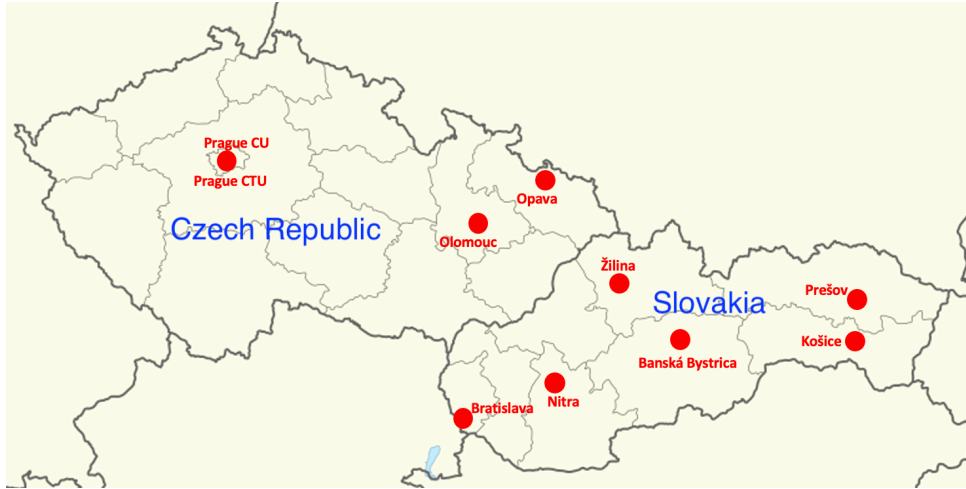 Prague CU
Prague CTU
Opava
Czech Republic
Olomouc
Žilina
Prešov
Slovakia
Košice
Banská Bystrica
Nitra
Bratislava